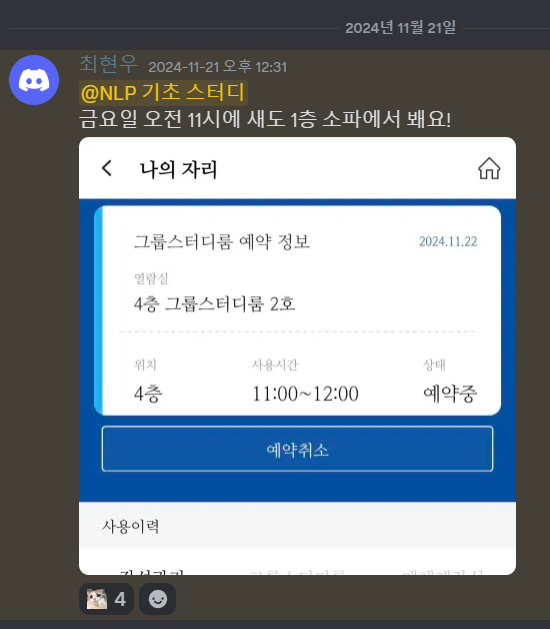 2024년 11월 21일
최현우 2024-11-21 오후 12:31
@NLP 기초 스터디
금요일 오전 11시에 새도 1층 소파에서 봬요!
나의 자리
그룹스터디룸 예약 정보 2024.11.22
열람실
4층 그룹스터디룸 2호
위치 사용시간 상태
4층 11:00~12:00 예약중
예약취소
사용이력
4